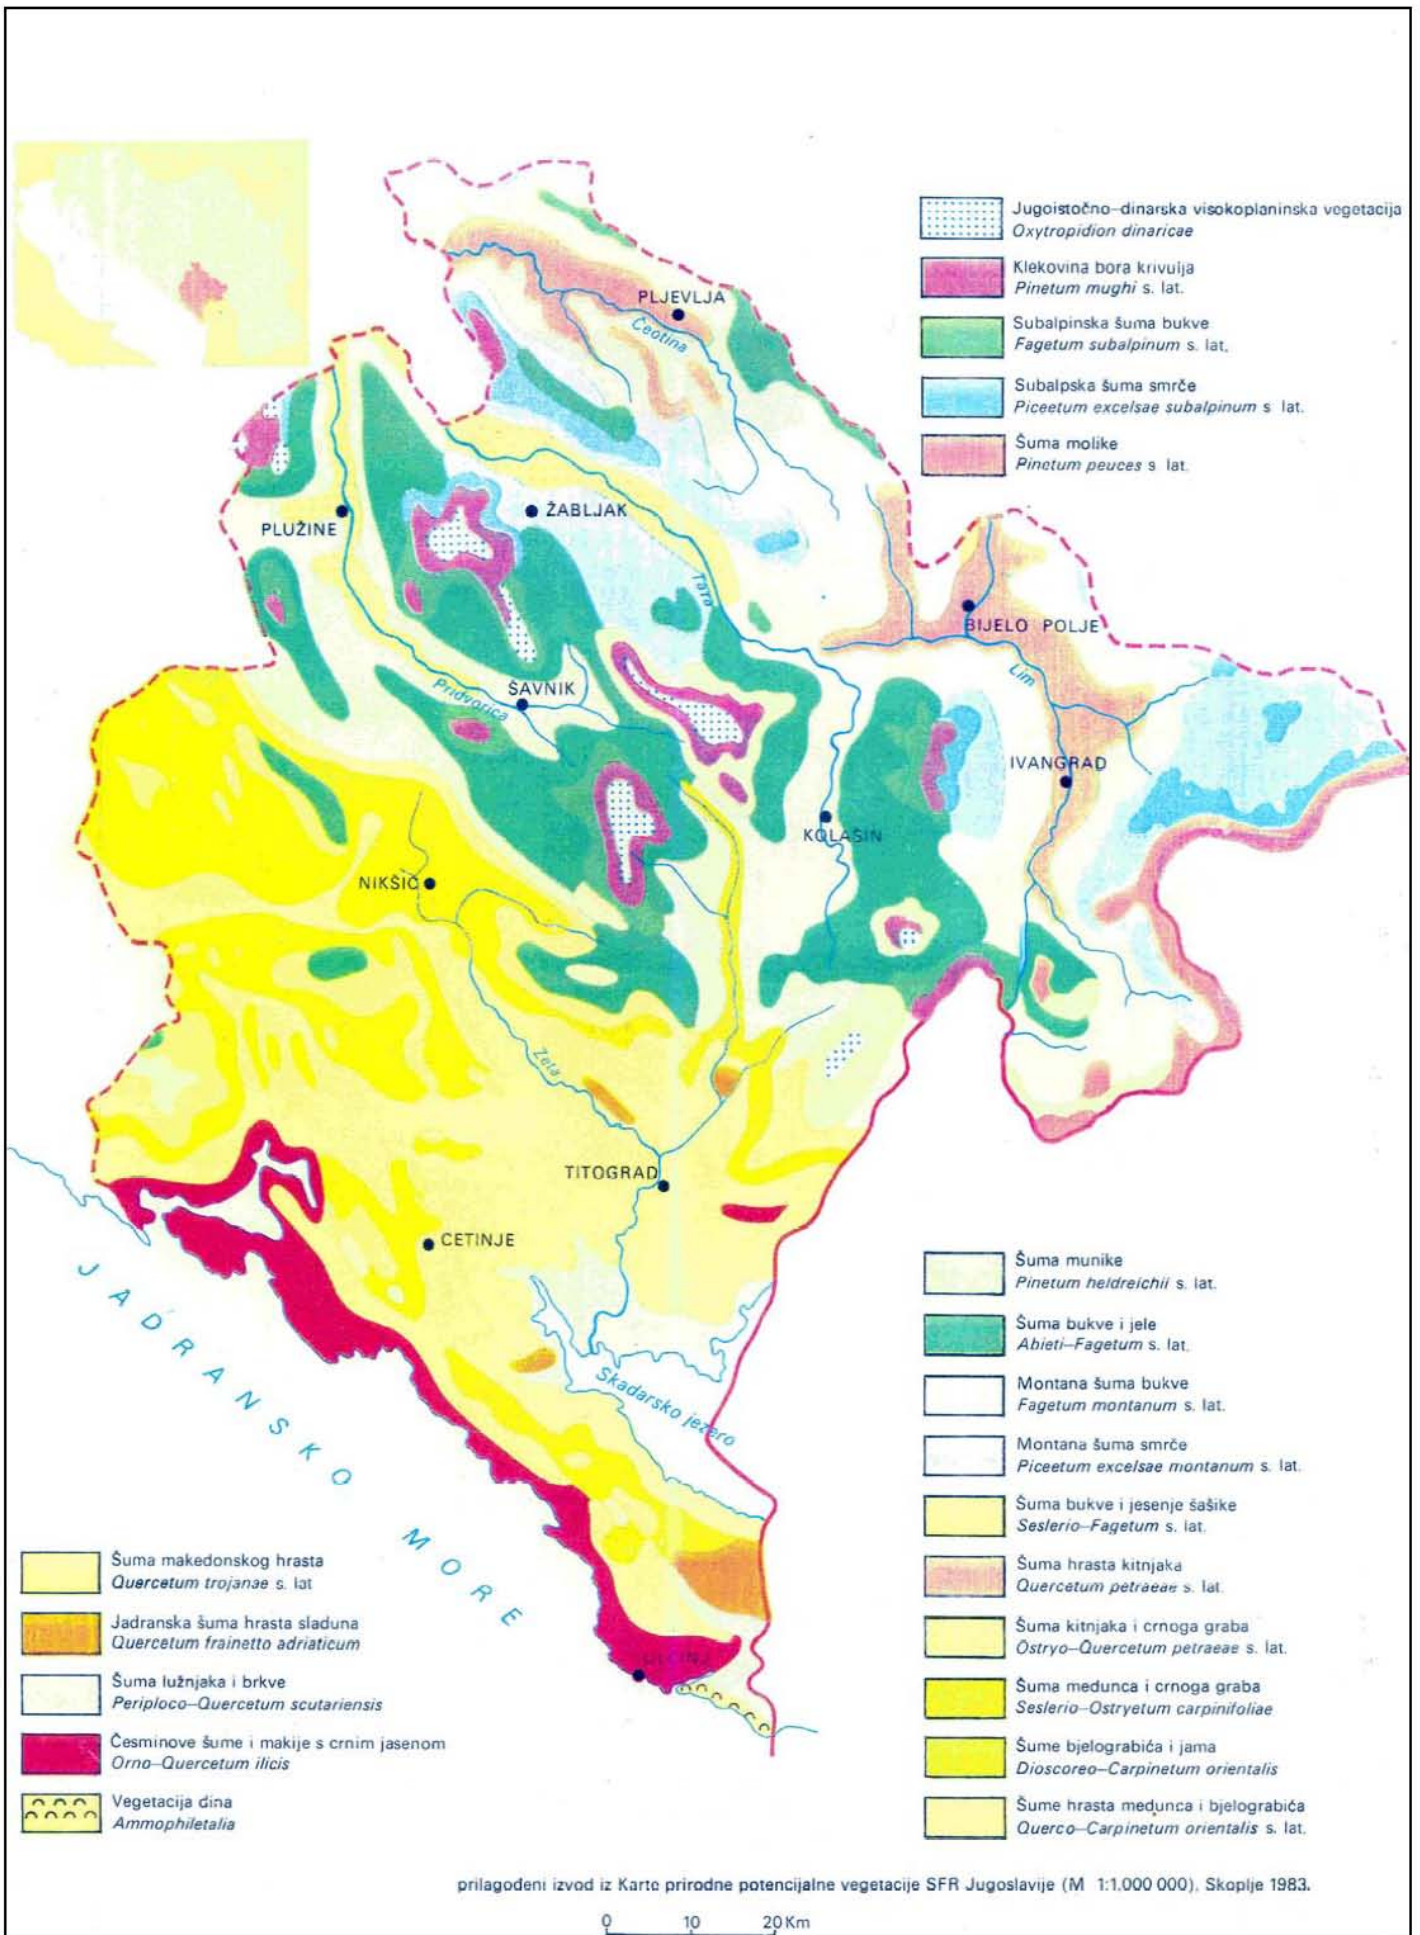 Jugoistočno–dinarska visokoplaninska vegetacija
Oxytropidion dinaricae
Klekovina bora krivulja
Pinetum mughi s. lat.
Subalpinska šuma bukve
Fagetum subalpinum s. lat.
Subalpska šuma smrče
Piceetum excelsae subalpinum s lat.
Šuma molike
Pinetum peuces s lat.
PLJEVLJA
Ćeotina
PLUŽINE
ŽABLJAK
Tara
BIJELO POLJE
Lim
ŠAVNIK
Pridvorica
IVANGRAD
KOLAŠIN
NIKŠIĆ
Zeta
TITOGRAD
CETINJE
Skadarsko jezero
JADRANSKO MORE
ULCINJ
Šuma munike
Pinetum heldreichii s. lat.
Šuma bukve i jele
Abieti–Fagetum s. lat.
Montana šuma bukve
Fagetum montanum s. lat.
Montana šuma smrče
Piceetum excelsae montanum s. lat.
Šuma bukve i jesenje šašike
Seslerio–Fagetum s. lat.
Šuma hrasta kitnjaka
Quercetum petraeae s. lat.
Šuma kitnjaka i crnoga graba
Ostryo–Quercetum petraeae s. lat.
Šuma medunca i crnoga graba
Seslerio–Ostryetum carpinifoliae
Šume bjelograbića i jama
Dioscoreo–Carpinetum orientalis
Šume hrasta medunca i bjelograbića
Querco–Carpinetum orientalis s. lat.
Šuma makedonskog hrasta
Quercetum trojanae s. lat
Jadranska šuma hrasta sladuna
Quercetum frainetto adriaticum
Šuma lužnjaka i brkve
Periploco–Quercetum scutariensis
Česminove šume i makije s crnim jasenom
Orno–Quercetum ilicis
Vegetacija dina
Ammophiletalia
prilagođeni izvod iz Karte prirodne potencijalne vegetacije SFR Jugoslavije (M 1:1.000 000), Skoplje 1983.
0 10 20 Km